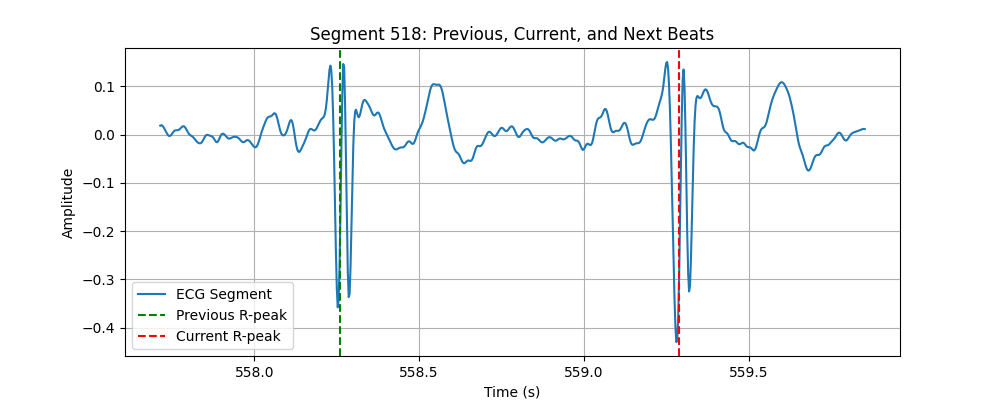 Segment 518: Previous, Current, and Next Beats
Amplitude
0.1
0.0
−0.1
−0.2
−0.3
−0.4
ECG Segment
Previous R-peak
Current R-peak
558.0 558.5 559.0 559.5
Time (s)